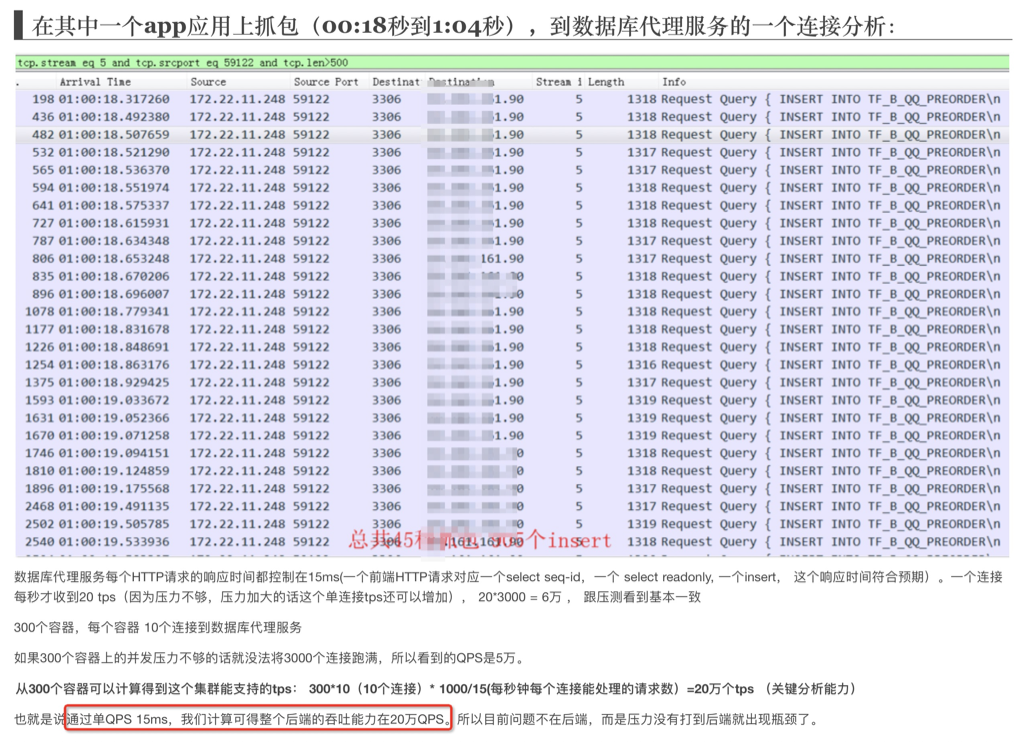 在其中一个app应用上抓包（00:18秒到1:04秒），到数据库代理服务的一个连接分析：
tcp.stream eq 5 and tcp.srcport eq 59122 and tcp.len>500
. Arrival Time Source Source Port Destinat Destination Stream i Length Info
198 01:00:18.317260 172.22.11.248 59122 3306 1.90 5 1318 Request Query { INSERT INTO TF_B_QQ_PREORDER\n
436 01:00:18.492380 172.22.11.248 59122 3306 1.90 5 1318 Request Query { INSERT INTO TF_B_QQ_PREORDER\n
482 01:00:18.507659 172.22.11.248 59122 3306 1.90 5 1318 Request Query { INSERT INTO TF_B_QQ_PREORDER\n
532 01:00:18.521290 172.22.11.248 59122 3306 1.90 5 1317 Request Query { INSERT INTO TF_B_QQ_PREORDER\n
565 01:00:18.536370 172.22.11.248 59122 3306 1.90 5 1317 Request Query { INSERT INTO TF_B_QQ_PREORDER\n
594 01:00:18.551974 172.22.11.248 59122 3306 1.90 5 1318 Request Query { INSERT INTO TF_B_QQ_PREORDER\n
641 01:00:18.575337 172.22.11.248 59122 3306 1.90 5 1318 Request Query { INSERT INTO TF_B_QQ_PREORDER\n
727 01:00:18.615931 172.22.11.248 59122 3306 1.90 5 1318 Request Query { INSERT INTO TF_B_QQ_PREORDER\n
787 01:00:18.634348 172.22.11.248 59122 3306 1.90 5 1317 Request Query { INSERT INTO TF_B_QQ_PREORDER\n
806 01:00:18.653248 172.22.11.248 59122 3306 161.90 5 1317 Request Query { INSERT INTO TF_B_QQ_PREORDER\n
835 01:00:18.670206 172.22.11.248 59122 3306 5 1318 Request Query { INSERT INTO TF_B_QQ_PREORDER\n
896 01:00:18.696007 172.22.11.248 59122 3306 5 1318 Request Query { INSERT INTO TF_B_QQ_PREORDER\n
1078 01:00:18.779341 172.22.11.248 59122 3306 1.90 5 1318 Request Query { INSERT INTO TF_B_QQ_PREORDER\n
1177 01:00:18.831678 172.22.11.248 59122 3306 1.90 5 1318 Request Query { INSERT INTO TF_B_QQ_PREORDER\n
1226 01:00:18.848691 172.22.11.248 59122 3306 1.90 5 1318 Request Query { INSERT INTO TF_B_QQ_PREORDER\n
1254 01:00:18.863176 172.22.11.248 59122 3306 1.90 5 1316 Request Query { INSERT INTO TF_B_QQ_PREORDER\n
1375 01:00:18.929425 172.22.11.248 59122 3306 1.90 5 1317 Request Query { INSERT INTO TF_B_QQ_PREORDER\n
1593 01:00:19.033672 172.22.11.248 59122 3306 1.90 5 1319 Request Query { INSERT INTO TF_B_QQ_PREORDER\n
1631 01:00:19.052366 172.22.11.248 59122 3306 1.90 5 1319 Request Query { INSERT INTO TF_B_QQ_PREORDER\n
1670 01:00:19.071258 172.22.11.248 59122 3306 1.90 5 1319 Request Query { INSERT INTO TF_B_QQ_PREORDER\n
1746 01:00:19.094151 172.22.11.248 59122 3306 0 5 1318 Request Query { INSERT INTO TF_B_QQ_PREORDER\n
1810 01:00:19.124859 172.22.11.248 59122 3306 0 5 1318 Request Query { INSERT INTO TF_B_QQ_PREORDER\n
1896 01:00:19.175568 172.22.11.248 59122 3306 0 5 1317 Request Query { INSERT INTO TF_B_QQ_PREORDER\n
2468 01:00:19.491135 172.22.11.248 59122 3306 0 5 1317 Request Query { INSERT INTO TF_B_QQ_PREORDER\n
2502 01:00:19.505785 172.22.11.248 59122 3306 0 5 1319 Request Query { INSERT INTO TF_B_QQ_PREORDER\n
2540 01:00:19.533936 172.22.11.248 59122 5 1318 Request Query { INSERT INTO TF_B_QQ_PREORDER\n
总共45秒 抓包 个insert
数据库代理服务每个HTTP请求的响应时间都控制在15ms(一个前端HTTP请求对应一个select seq-id，一个 select readonly, 一个insert， 这个响应时间符合预期）。一个连接
每秒才收到20 tps（因为压力不够，压力加大的话这个单连接tps还可以增加）， 20*3000 = 6万 ， 跟压测看到基本一致
300个容器，每个容器 10个连接到数据库代理服务
如果300个容器上的并发压力不够的话就没法将3000个连接跑满，所以看到的QPS是5万。
从300个容器可以计算得到这个集群能支持的tps： 300*10（10个连接）* 1000/15(每秒钟每个连接能处理的请求数）=20万个tps （关键分析能力）
也就是说通过单QPS 15ms，我们计算可得整个后端的吞吐能力在20万QPS。所以目前问题不在后端，而是压力没有打到后端就出现瓶颈了。